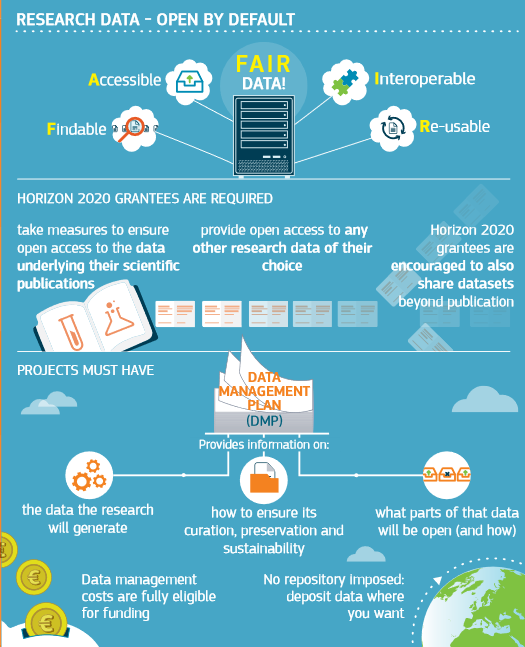 RESEARCH DATA - OPEN BY DEFAULT
FAIR
DATA!
Accessible
Interoperable
Findable
Re-usable
HORIZON 2020 GRANTEES ARE REQUIRED
take measures to ensure
open access to the data
underlying their scientific
publications
provide open access to any
other research data of their
choice
Horizon 2020
grantees are
encouraged to also
share datasets
beyond publication
PROJECTS MUST HAVE
DATA
MANAGEMENT
PLAN
(DMP)
Provides information on:
the data the research
will generate
how to ensure its
curation, preservation and
sustainability
what parts of that data
will be open (and how)
Data management
costs are fully eligible
for funding
No repository imposed:
deposit data where
you want